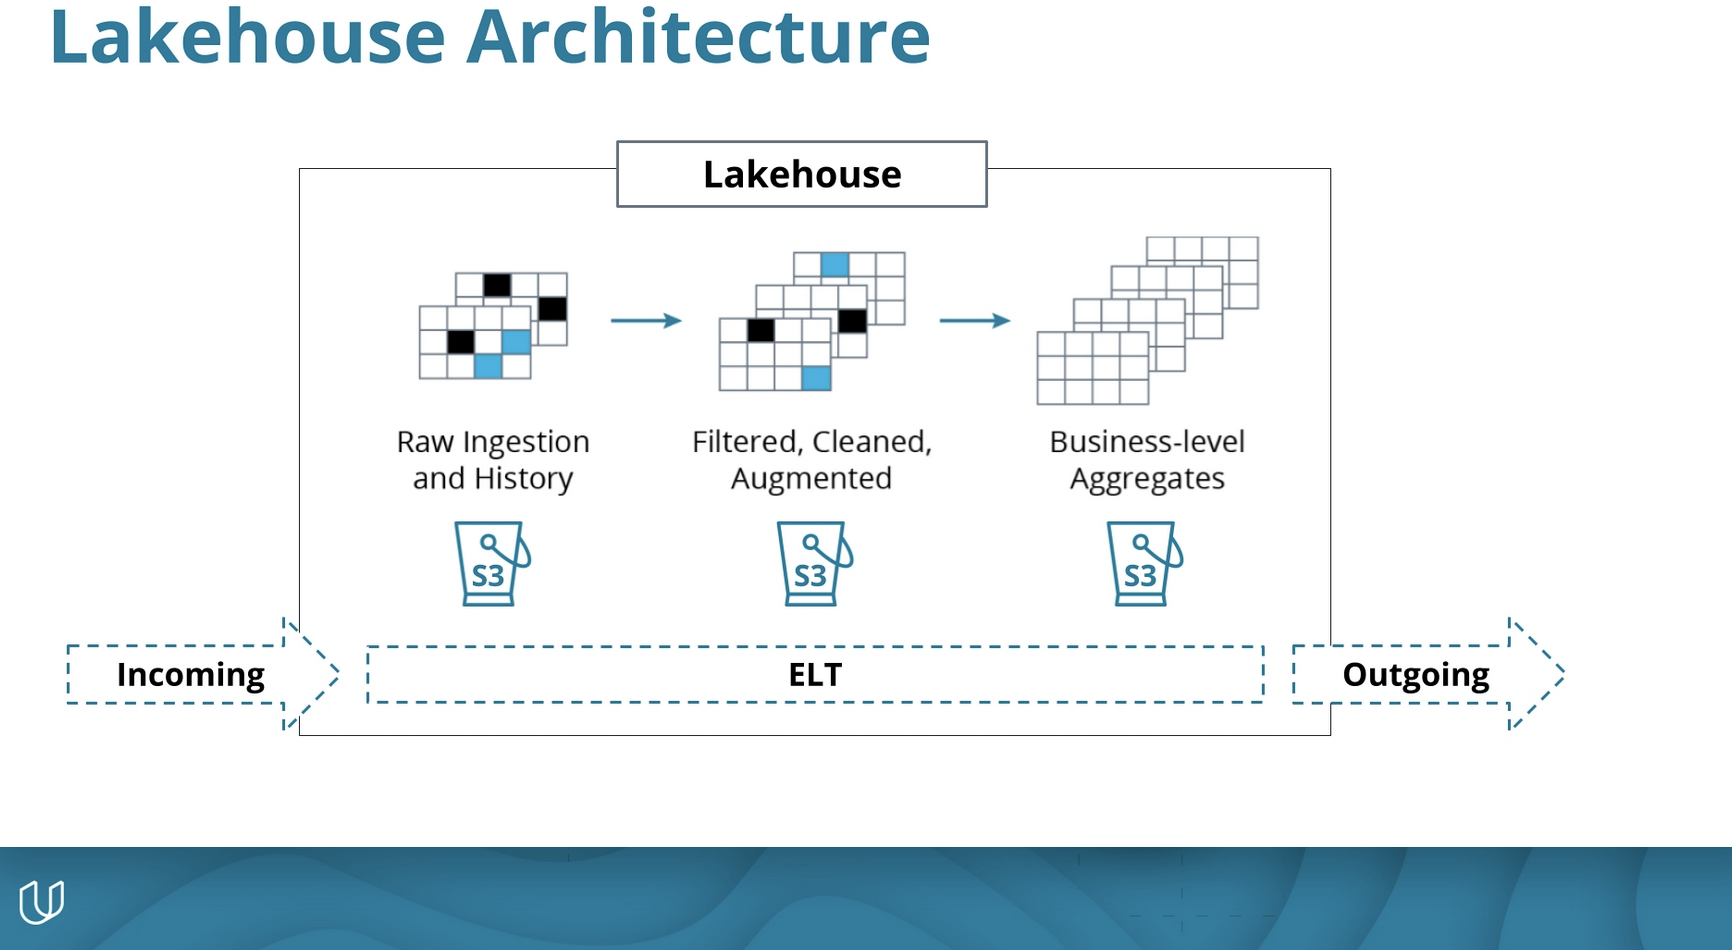 Lakehouse Architecture
Lakehouse
Raw Ingestion
and History
Filtered, Cleaned,
Augmented
Business-level
Aggregates
S3
S3
S3
Incoming
ELT
Outgoing